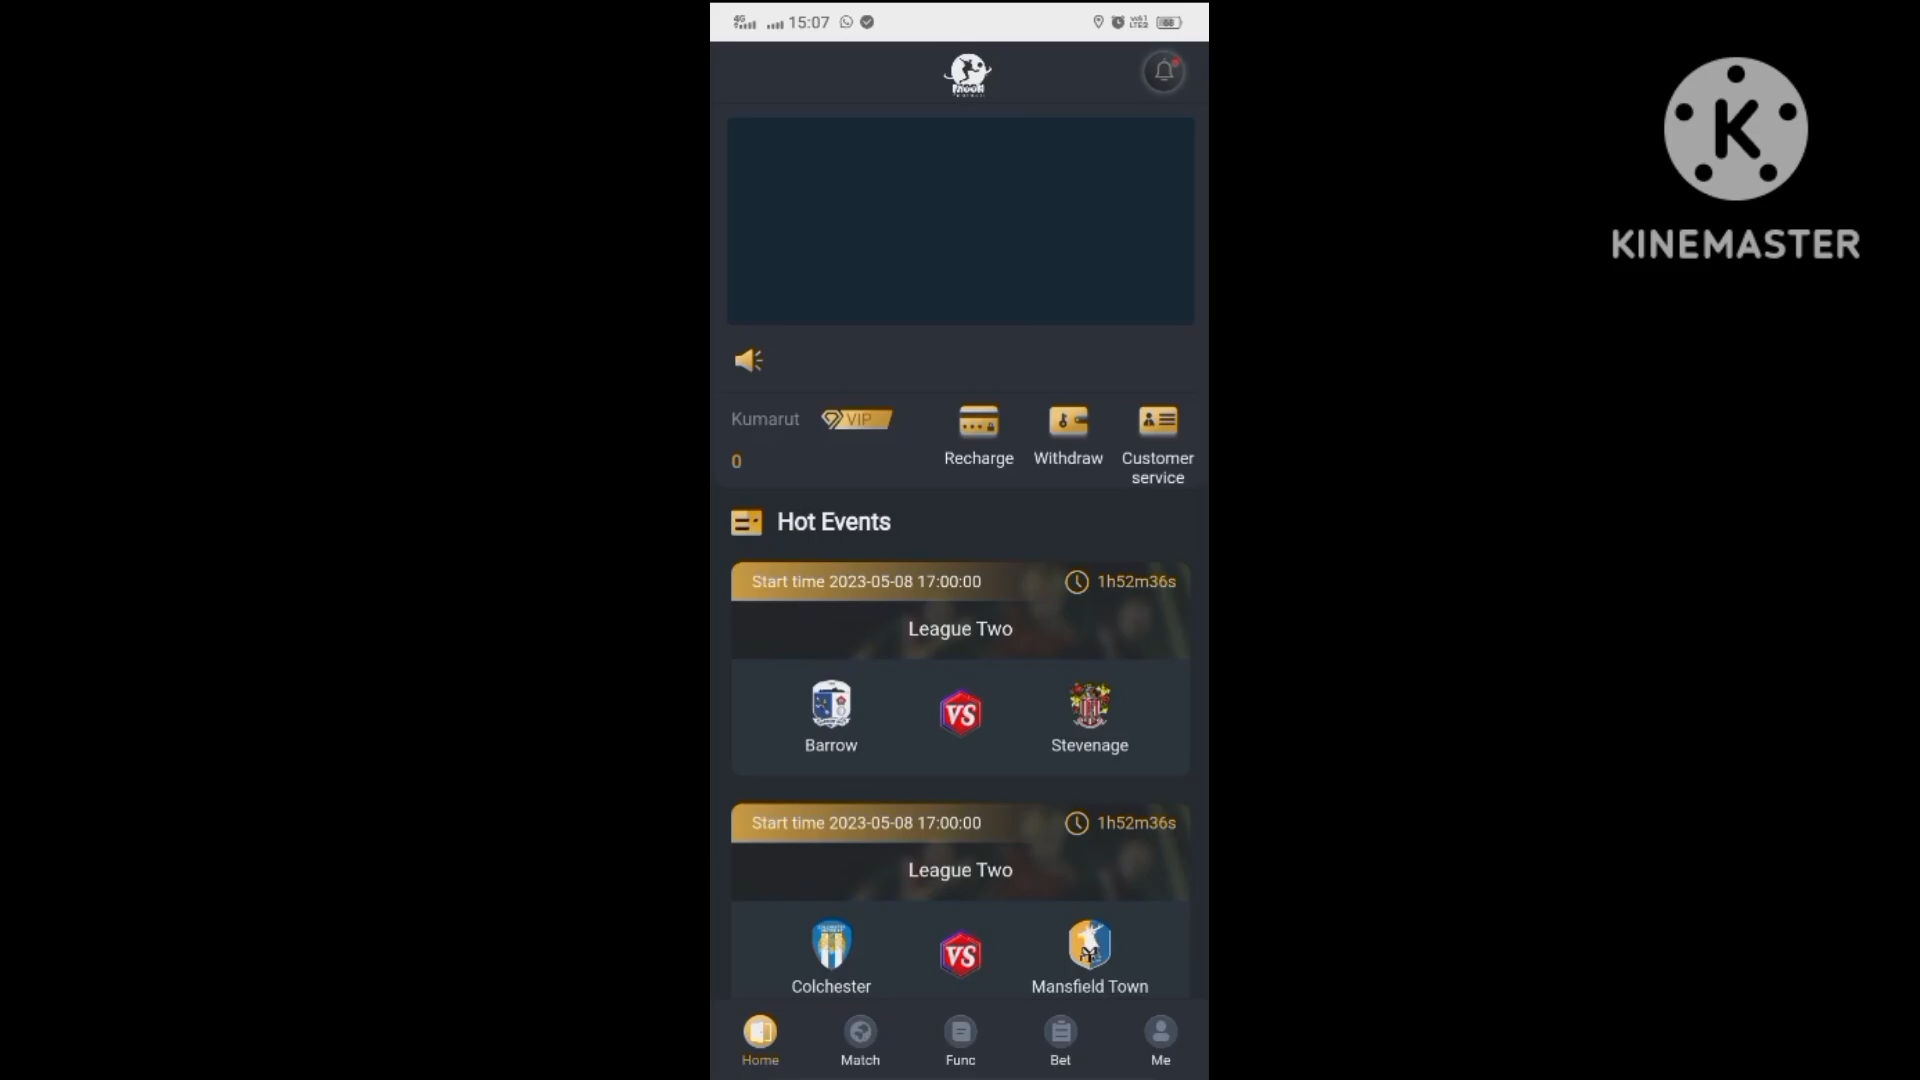 4G 15:07
MOON
Kumarut VIP
0
Recharge
Withdraw
Customer
service
Hot Events
Start time 2023-05-08 17:00:00 1h52m36s
League Two
VS
Barrow Stevenage
Start time 2023-05-08 17:00:00 1h52m36s
League Two
VS
Colchester Mansfield Town
Home Match Func Bet Me
K
KINEMASTER